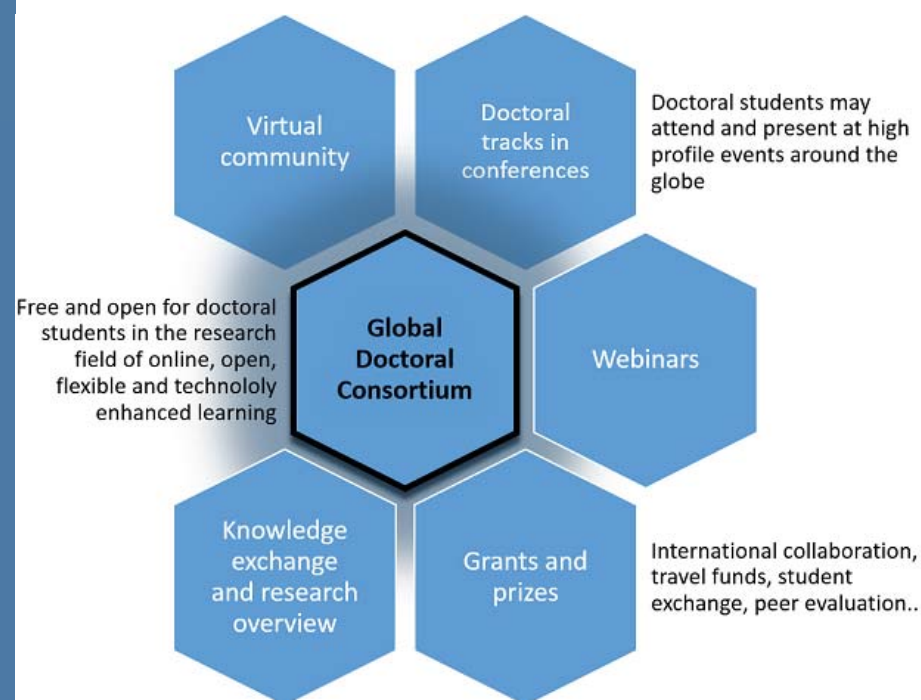 Virtual
community
Doctoral
tracks in
conferences
Doctoral students may
attend and present at high
profile events around the
globe
Free and open for doctoral
students in the research
field of online, open,
flexible and technololy
enhanced learning
Global
Doctoral
Consortium
Webinars
Knowledge
exchange
and research
overview
Grants and
prizes
International collaboration,
travel funds, student
exchange, peer evaluation..